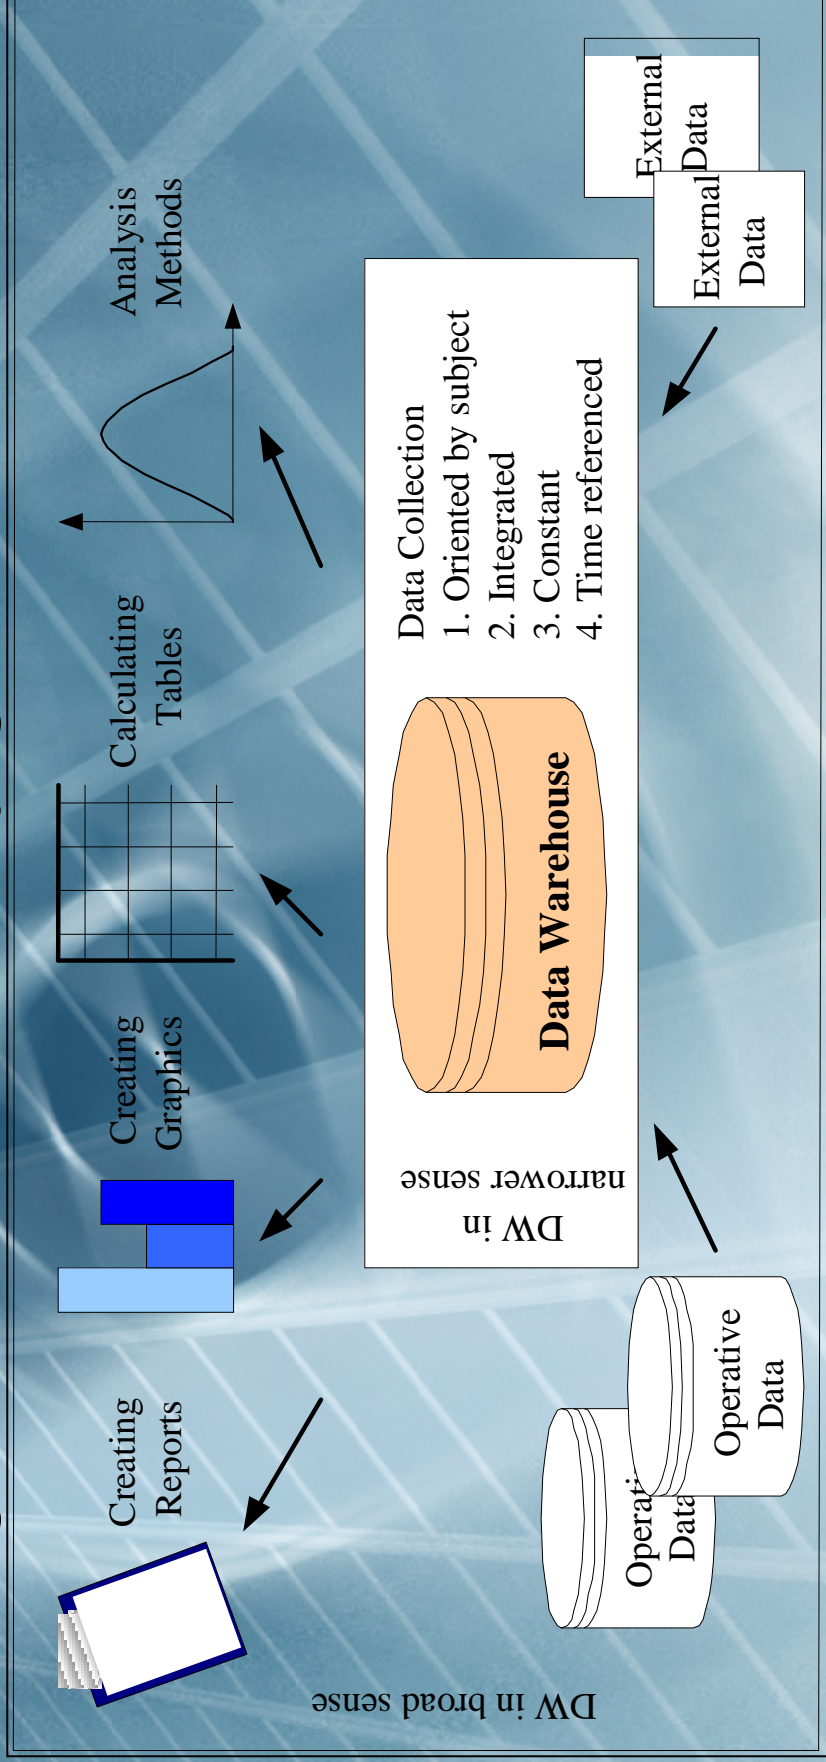 Creating
Reports
Creating
Graphics
Calculating
Tables
Analysis
Methods
DW in broad sense
DW in
narrower sense
Data Warehouse
Data Collection
1. Oriented by subject
2. Integrated
3. Constant
4. Time referenced
Operative
Data
Data
External
Data
External
Data